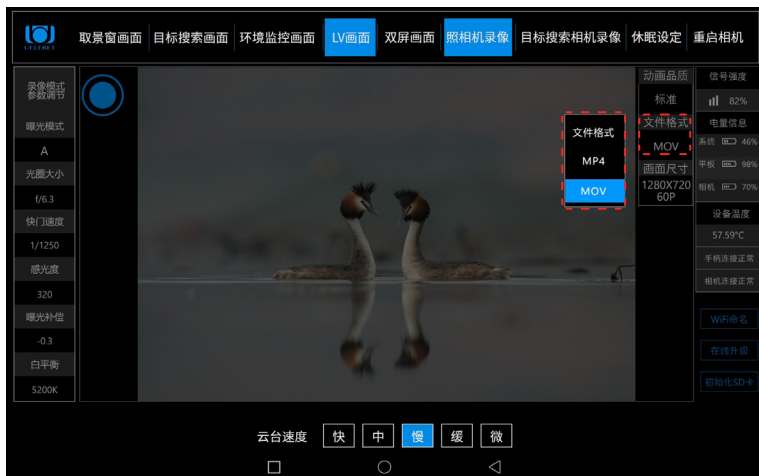 UELEBET
取景窗画面 目标搜索画面 环境监控画面 LV画面 双屏画面 照相机录像 目标搜索相机录像 休眠设定 重启相机
录像模式
参数调节
曝光模式
A
光圈大小
f/6.3
快门速度
1/1250
感光度
320
曝光补偿
-0.3
白平衡
5200K
文件格式
MP4
MOV
动画品质
标准
文件格式
MOV
画面尺寸
1280X720
60P
信号强度
82%
电量信息
系统 46%
平板 98%
相机 70%
设备温度
57.59°C
手柄连接正常
相机连接正常
WiFi命名
在线升级
初始化SD卡
云台速度 快 中 慢 缓 微